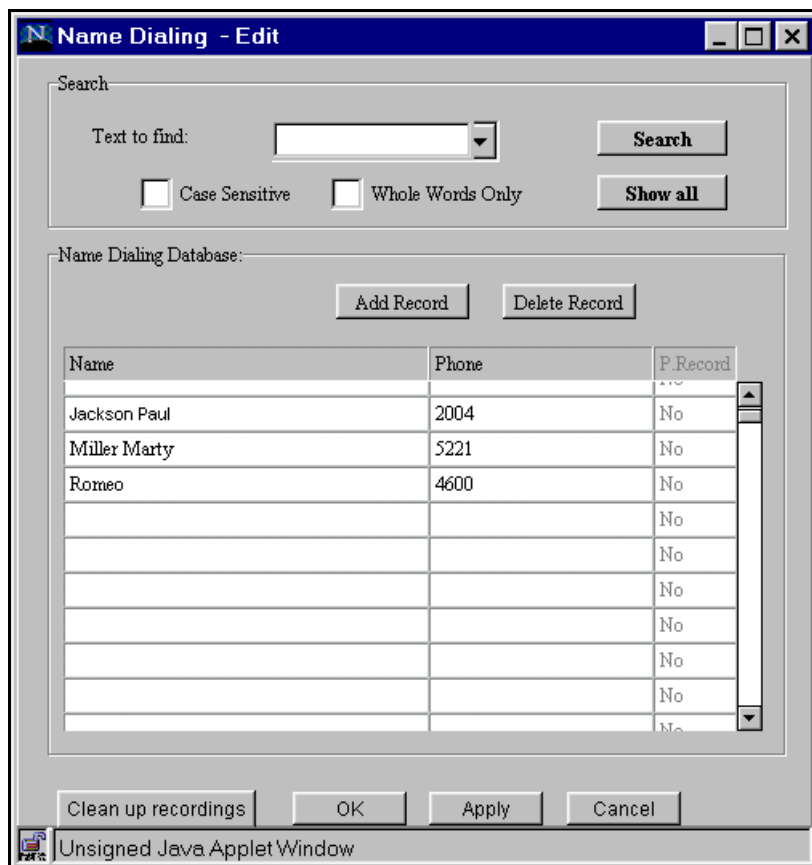 N Name Dialing - Edit
Search
Text to find:
Search
Case Sensitive
Whole Words Only
Show all
Name Dialing Database:
Add Record
Delete Record
Name Phone P.Record
No
Jackson Paul 2004 No
Miller Marty 5221 No
Romeo 4600 No
No
No
No
No
No
No
No
Clean up recordings
OK
Apply
Cancel
Unsigned Java Applet Window